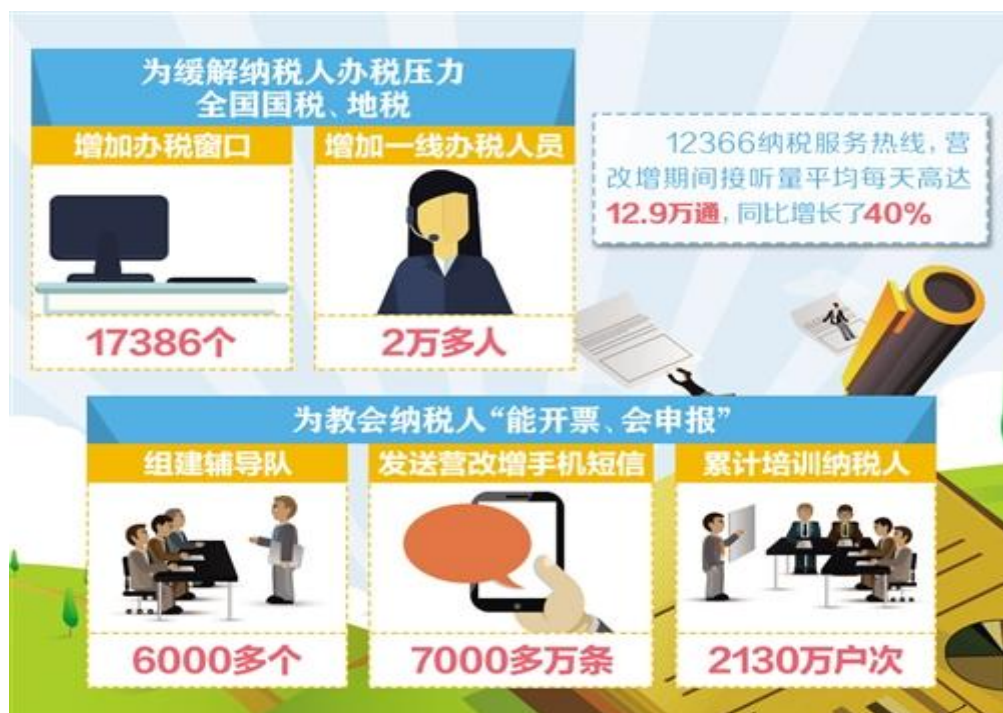 为缓解纳税人办税压力
全国国税、地税
增加办税窗口
17386个
增加一线办税人员
2万多人
12366纳税服务热线，营
改增期间接听量平均每天高达
12.9万通，同比增长了40%
为教会纳税人“能开票、会申报”
组建辅导队
6000多个
发送营改增手机短信
7000多万条
累计培训纳税人
2130万户次